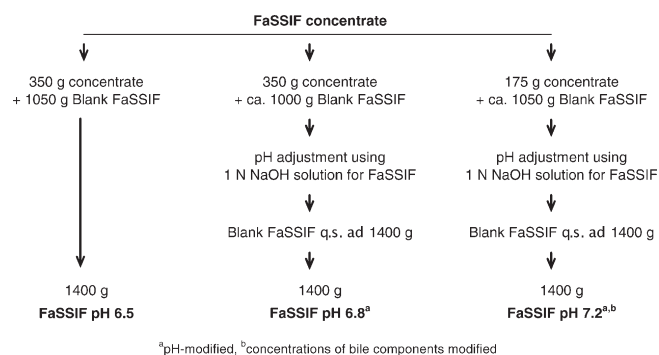 FaSSIF concentrate
350 g concentrate
+ 1050 g Blank FaSSIF
350 g concentrate
+ ca. 1000 g Blank FaSSIF
175 g concentrate
+ ca. 1050 g Blank FaSSIF
pH adjustment using
1 N NaOH solution for FaSSIF
pH adjustment using
1 N NaOH solution for FaSSIF
Blank FaSSIF q.s. ad 1400 g
Blank FaSSIF q.s. ad 1400 g
1400 g
FaSSIF pH 6.5
1400 g
FaSSIF pH 6.8ᵃ
1400 g
FaSSIF pH 7.2ᵃ,ᵇ
ᵃpH-modified, ᵇconcentrations of bile components modified